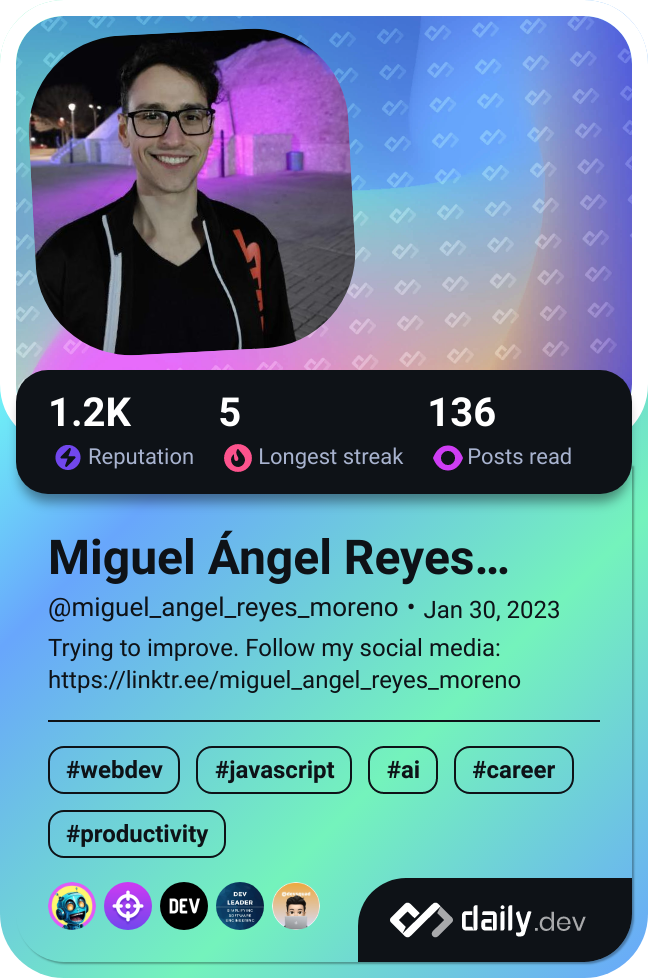 1.2K 5 136
Reputation Longest streak Posts read
Miguel Ángel Reyes...
@miguel_angel_reyes_moreno • Jan 30, 2023
Trying to improve. Follow my social media:
https://linktr.ee/miguel_angel_reyes_moreno
#webdev #javascript #ai #career
#productivity
DEV
DEV
LEADER
daily.dev